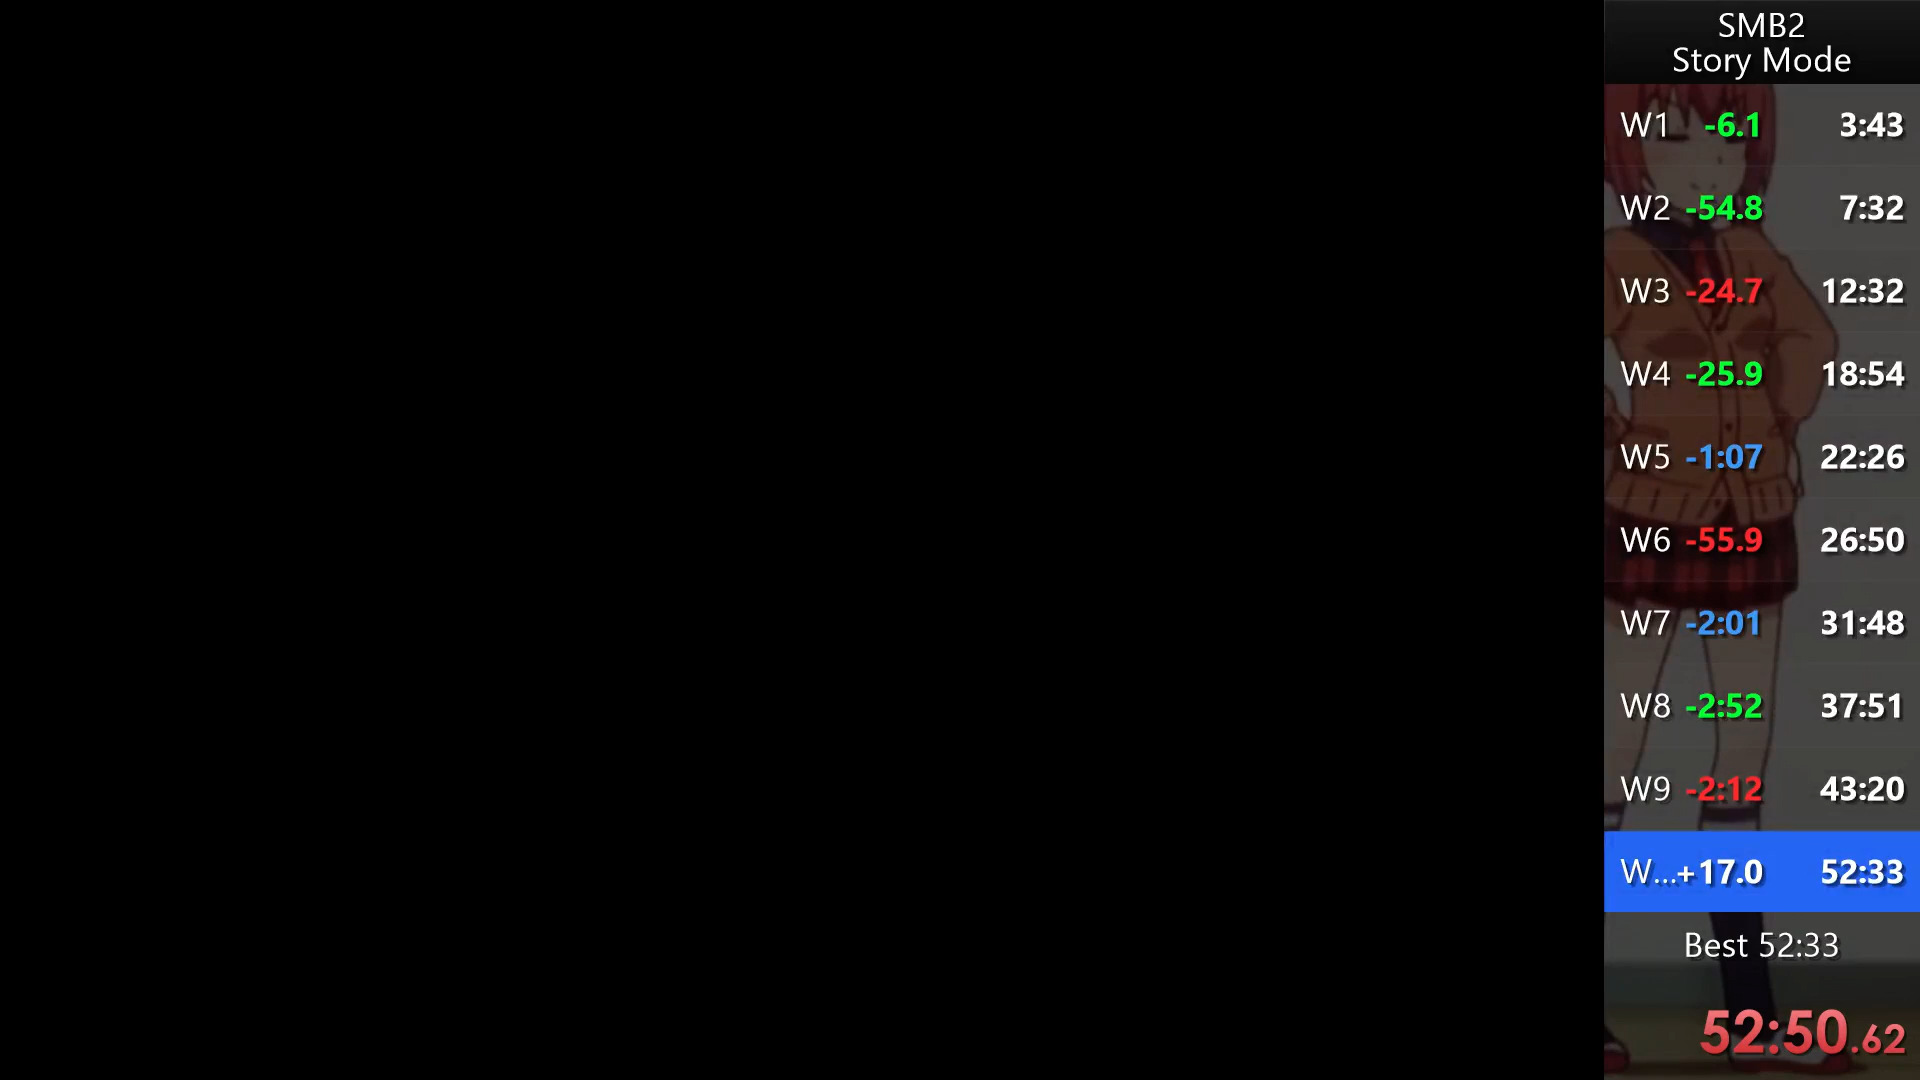 SMB2
Story Mode
W1 -6.1 3:43
W2 -54.8 7:32
W3 -24.7 12:32
W4 -25.9 18:54
W5 -1:07 22:26
W6 -55.9 26:50
W7 -2:01 31:48
W8 -2:52 37:51
W9 -2:12 43:20
W...+17.0 52:33
Best 52:33
52:50.62